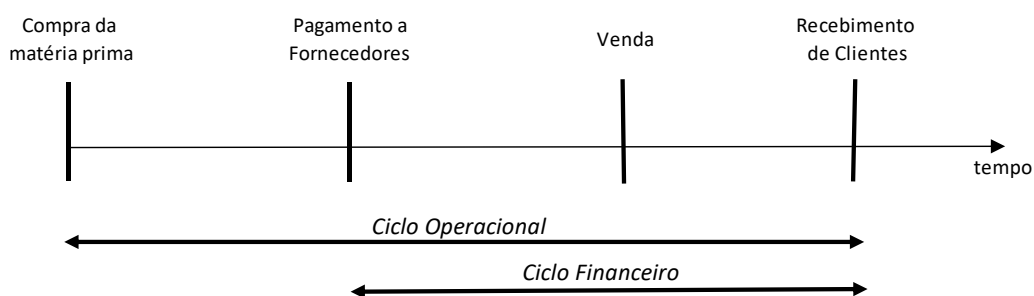 Compra da
matéria prima
Pagamento a
Fornecedores
Venda
Recebimento
de Clientes
tempo
Ciclo Operacional
Ciclo Financeiro